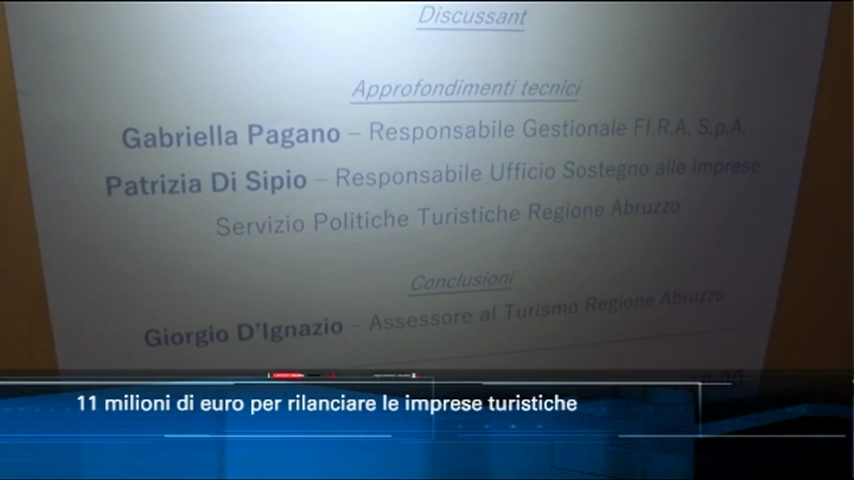 Discussant
Approfondimenti tecnici
Gabriella Pagano – Responsabile Gestionale FI.R.A. S.p.A.
Patrizia Di Sipio – Responsabile Ufficio Sostegno alle Imprese
Servizio Politiche Turistiche Regione Abruzzo
Conclusioni
Giorgio D'Ignazio – Assessore al Turismo Regione Abruzzo
11 milioni di euro per rilanciare le imprese turistiche